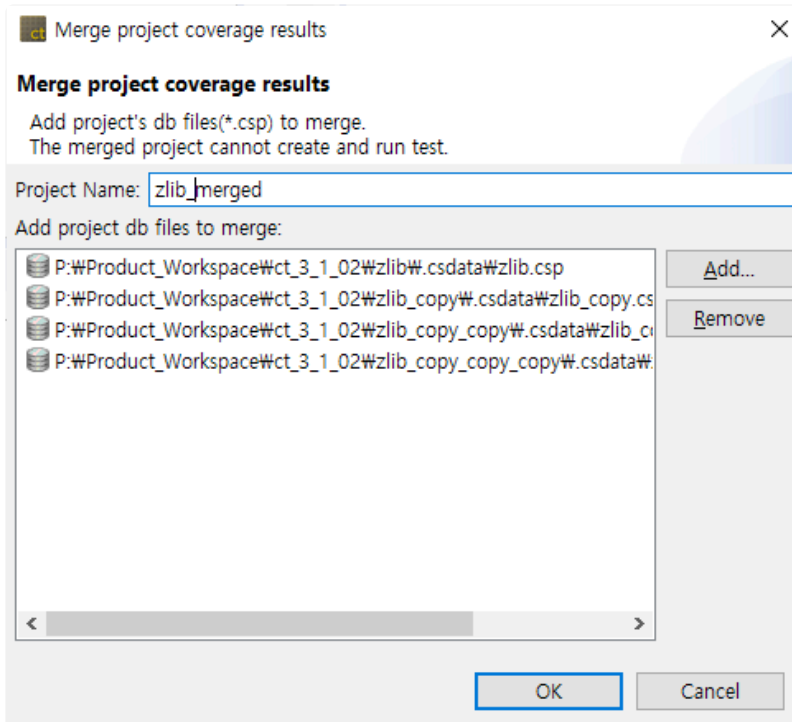 ct Merge project coverage results
Merge project coverage results
Add project's db files(*.csp) to merge.
The merged project cannot create and run test.
Project Name: zlib_merged
Add project db files to merge:
P:₩Product_Workspace₩ct_3_1_02₩zlib₩.csdata₩zlib.csp
Add...
P:₩Product_Workspace₩ct_3_1_02₩zlib_copy₩.csdata₩zlib_copy.cs
Remove
P:₩Product_Workspace₩ct_3_1_02₩zlib_copy_copy₩.csdata₩zlib_c
P:₩Product_Workspace₩ct_3_1_02₩zlib_copy_copy_copy₩.csdata₩
OK
Cancel